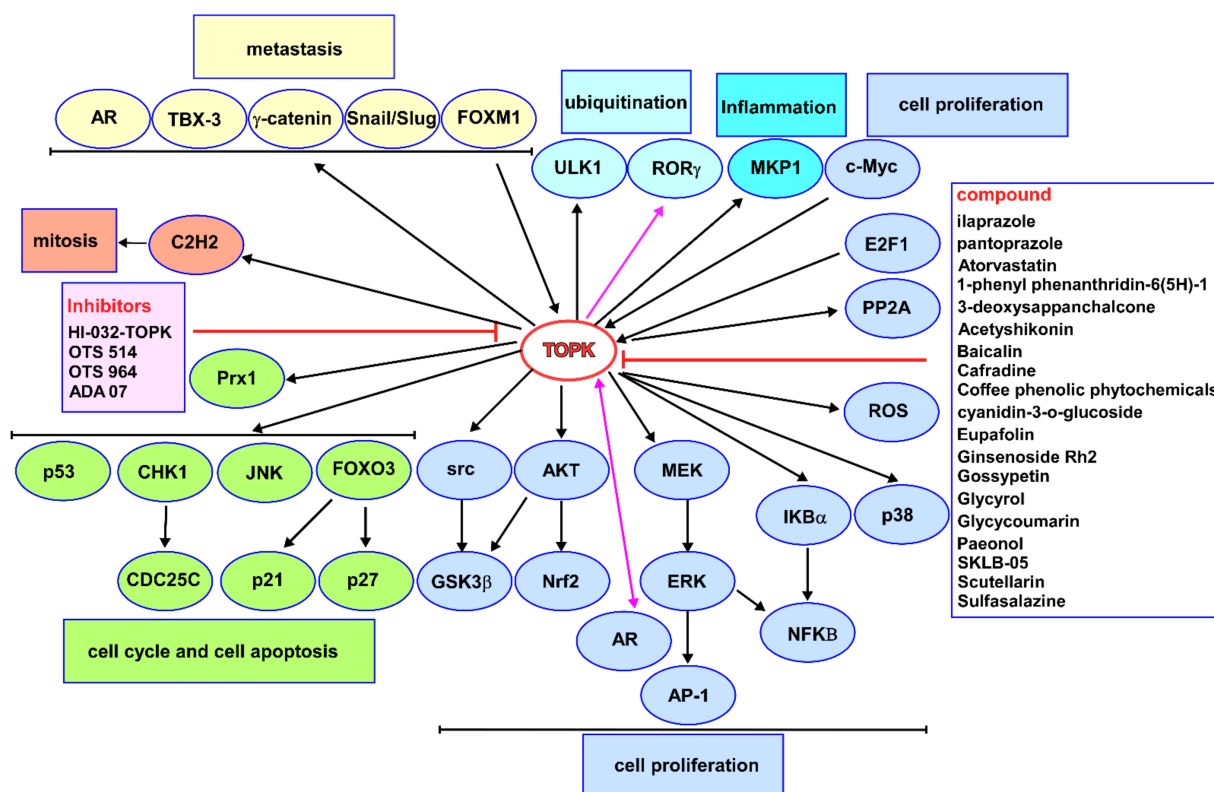 metastasis
AR
TBX-3
γ-catenin
Snail/Slug
FOXM1
ubiquitination
ULK1
RORγ
Inflammation
MKP1
cell proliferation
c-Myc
E2F1
PP2A
ROS
mitosis
C2H2
Inhibitors
HI-032-TOPK
OTS 514
OTS 964
ADA 07
TOPK
Prx1
p53
CHK1
JNK
FOXO3
CDC25C
p21
p27
cell cycle and cell apoptosis
src
AKT
MEK
IKBα
p38
GSK3β
Nrf2
ERK
NFKB
AR
AP-1
cell proliferation
compound
ilaprazole
pantoprazole
Atorvastatin
1-phenyl phenanthridin-6(5H)-1
3-deoxysappanchalcone
Acetyshikonin
Baicalin
Cafradine
Coffee phenolic phytochemicals
cyanidin-3-o-glucoside
Eupafolin
Ginsenoside Rh2
Gossypetin
Glycyrol
Glycycoumarin
Paeonol
SKLB-05
Scutellarin
Sulfasalazine